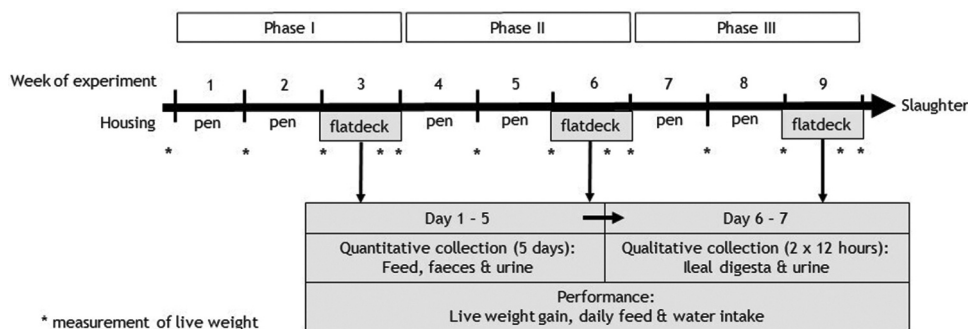 Phase I Phase II Phase III
Week of experiment 1 2 3 4 5 6 7 8 9
Slaughter
Housing pen pen flatdeck pen pen flatdeck pen pen flatdeck
* * * * * * * * * * * * *
Day 1 - 5 Day 6 - 7
Quantitative collection (5 days): Qualitative collection (2 x 12 hours):
Feed, faeces & urine Ileal digesta & urine
Performance:
Live weight gain, daily feed & water intake
* measurement of live weight